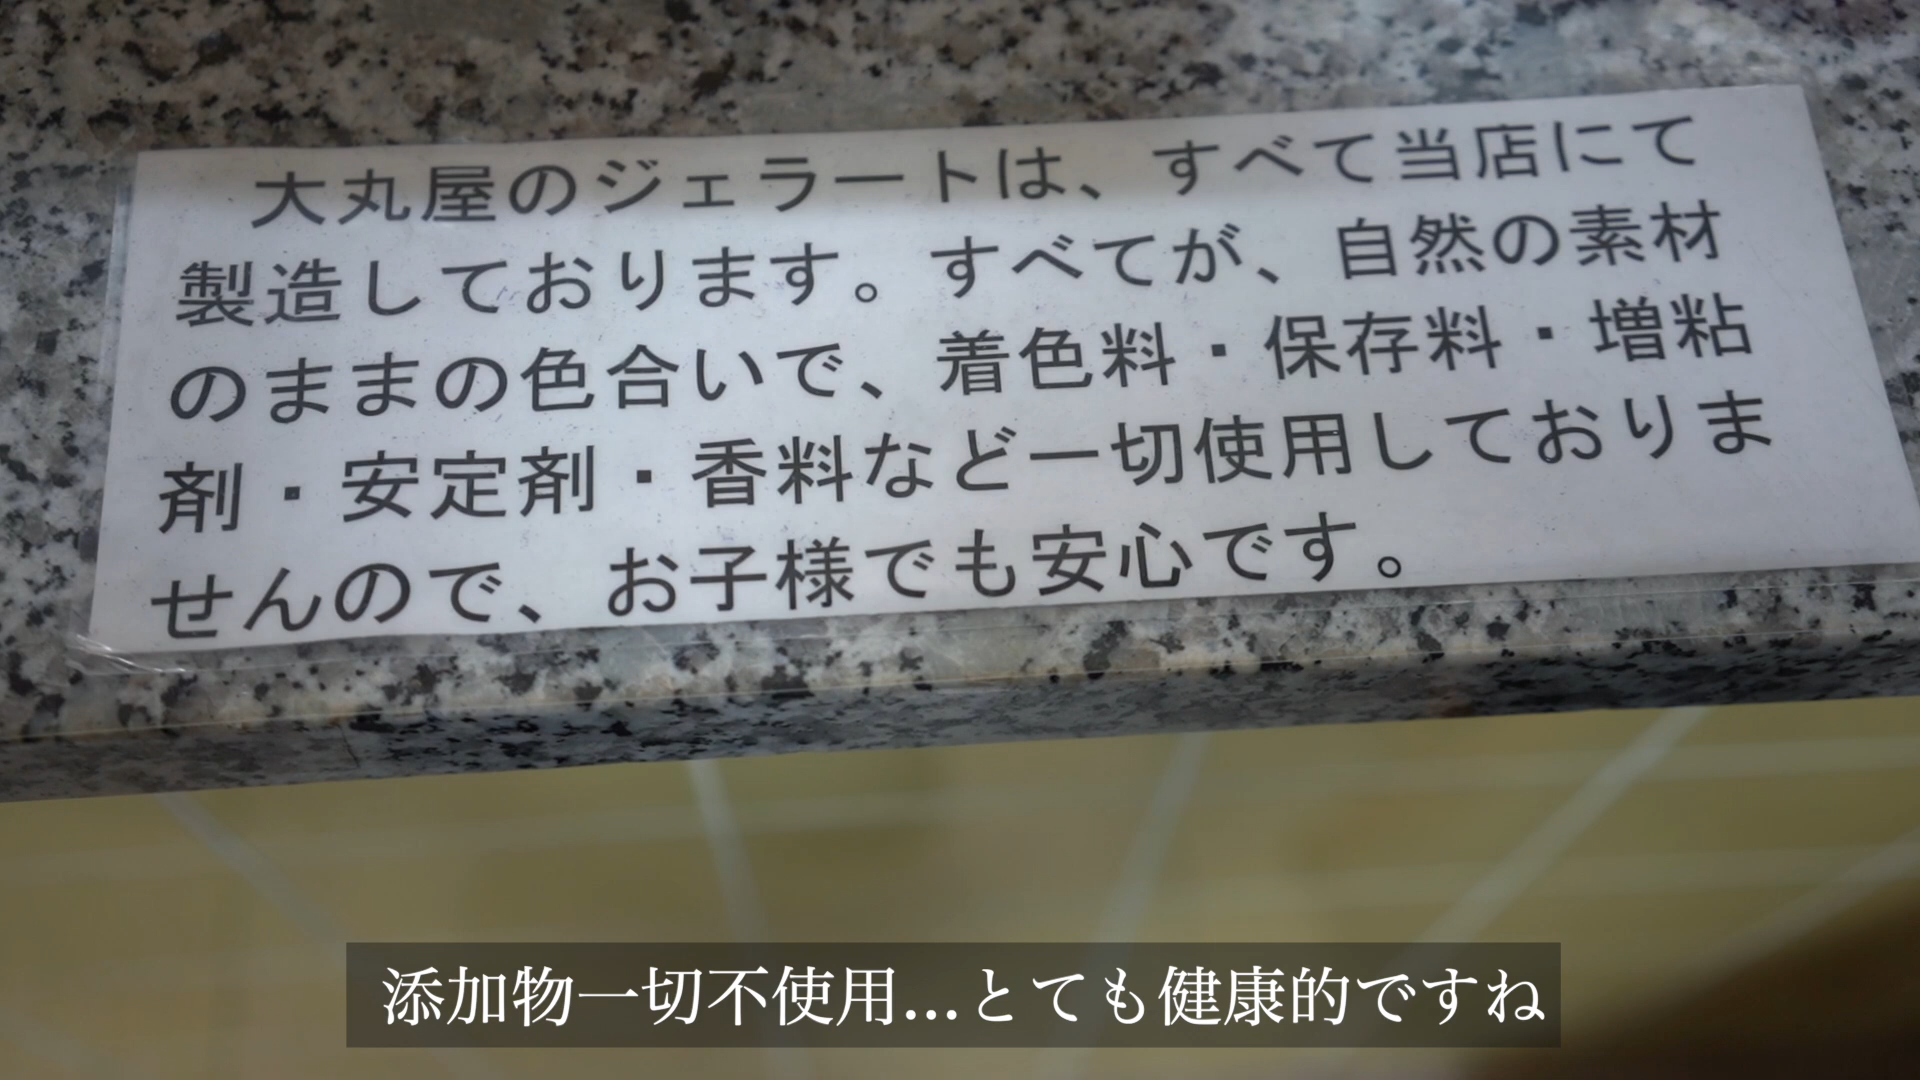 大丸屋のジェラートは、すべて当店にて
製造しております。すべてが、自然の素材
のままの色合いで、着色料・保存料・増粘
剤・安定剤・香料など一切使用しておりま
せんので、お子様でも安心です。
添加物一切不使用...とても健康的ですね